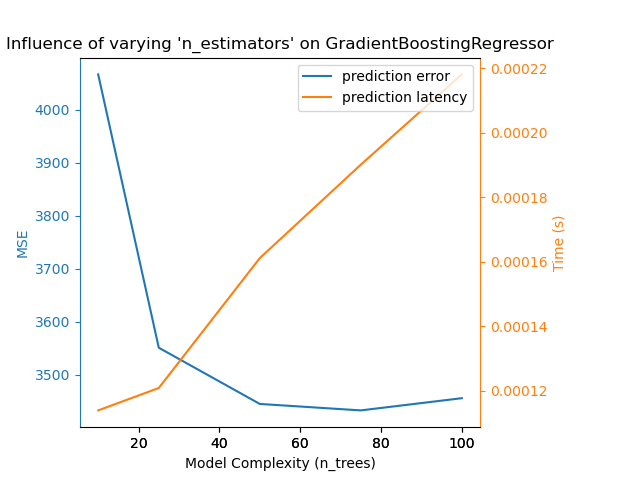 Influence of varying 'n_estimators' on GradientBoostingRegressor
prediction error
prediction latency
4000
3900
3800
3700
3600
3500
MSE
0.00022
0.00020
0.00018
0.00016
0.00014
0.00012
Time (s)
20 40 60 80 100
Model Complexity (n_trees)